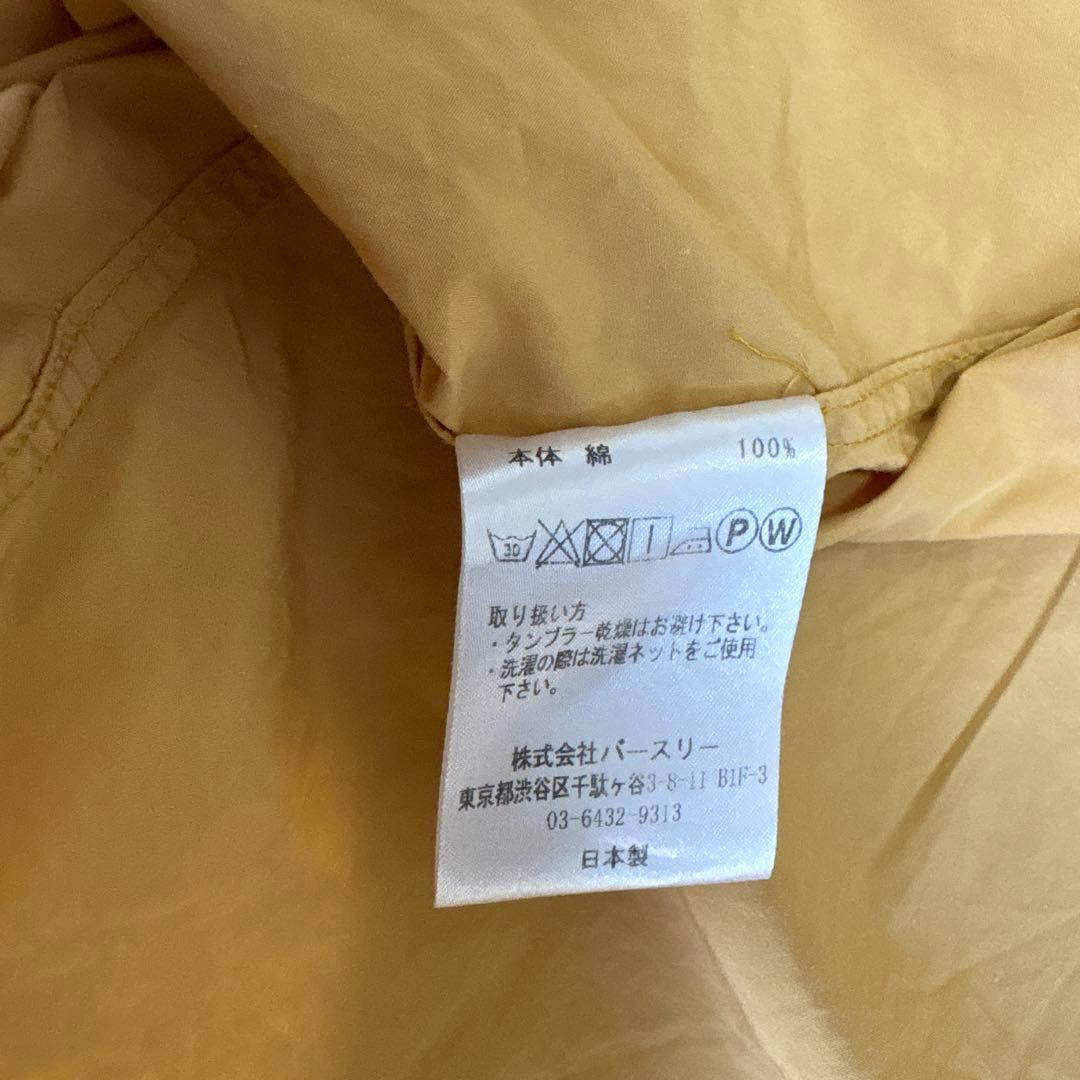 本体 綿 100%
30 P W
取り扱い方
・タンブラー乾燥はお避け下さい。
・洗濯の際は洗濯ネットをご使用
下さい。
株式会社バースリー
東京都渋谷区千駄ヶ谷3-8-11 B1F-3
03-6432-9313
日本製